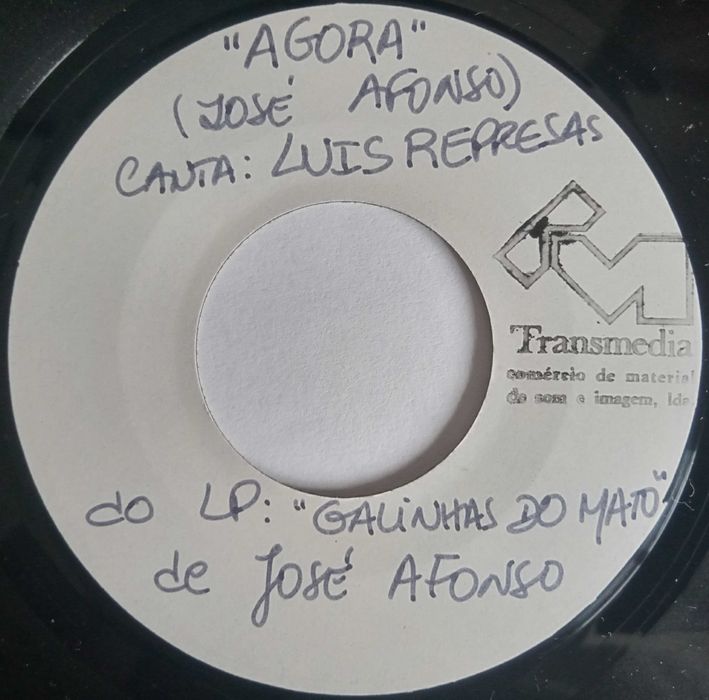 "AGORA"
(JOSÉ AFONSO)
CANTA: LUIS REPRESAS
Transmedia
comércio de material
de som e imagem, lda
do LP: "GALINHAS DO MATO"
de JOSÉ AFONSO